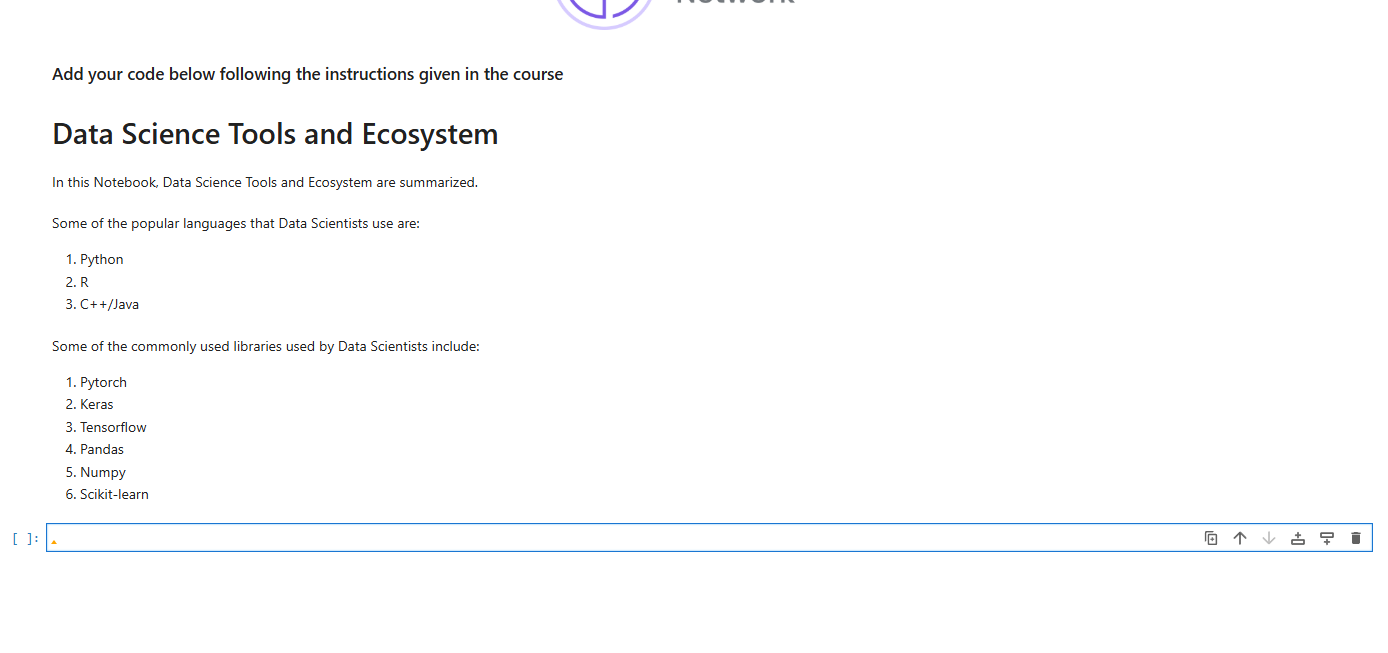 Add your code below following the instructions given in the course
Data Science Tools and Ecosystem
In this Notebook, Data Science Tools and Ecosystem are summarized.
Some of the popular languages that Data Scientists use are:
1. Python
2. R
3. C++/Java
Some of the commonly used libraries used by Data Scientists include:
1. Pytorch
2. Keras
3. Tensorflow
4. Pandas
5. Numpy
6. Scikit-learn
[ ]: